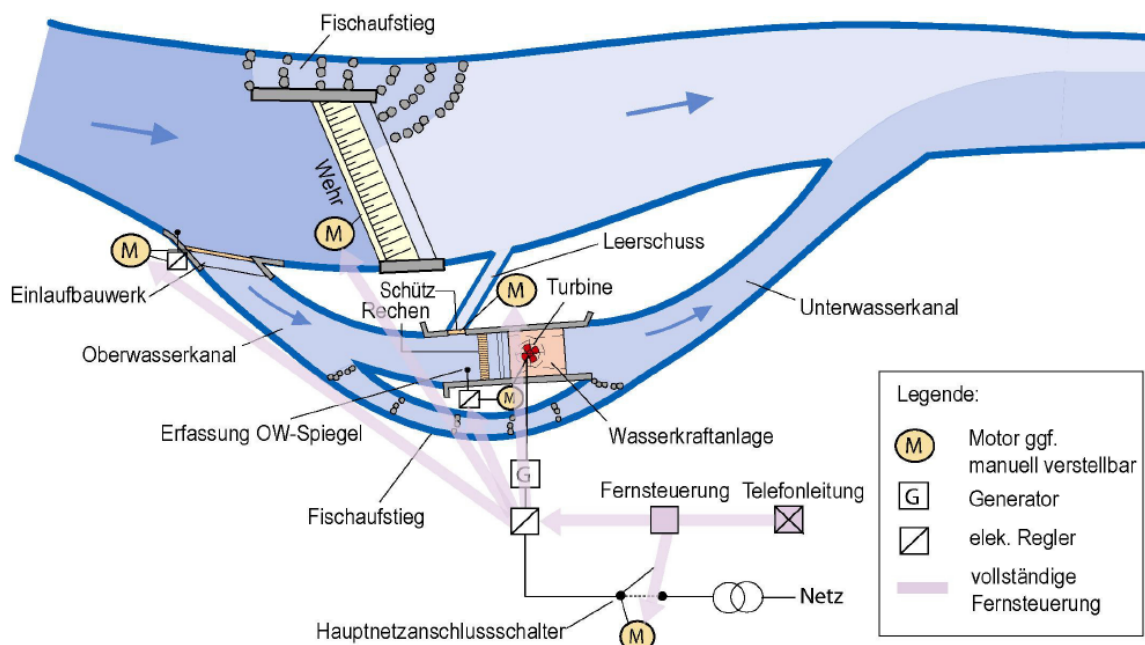 Fischaufstieg
Wehr
M
M
Leerschuss
Einlaufbauwerk
Schütz
M
Turbine
Rechen
Unterwasserkanal
Oberwasserkanal
M
Erfassung OW-Spiegel
Wasserkraftanlage
G
Fischaufstieg
Fernsteuerung
Telefonleitung
Netz
Hauptnetzanschlussschalter
M
Legende:
M
Motor ggf.
manuell verstellbar
G
Generator
elek. Regler
vollständige
Fernsteuerung